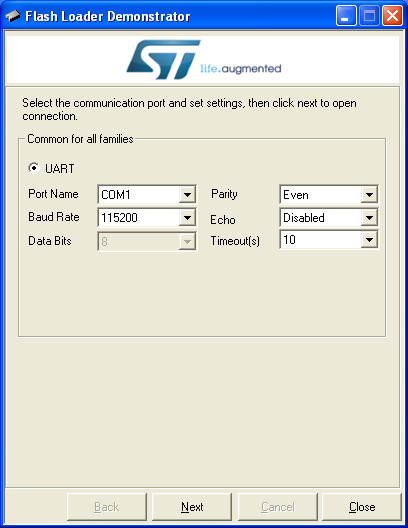 Flash Loader Demonstrator
ST
life.augmented
Select the communication port and set settings, then click next to open
connection.
Common for all families
UART
Port Name COM1 Parity Even
Baud Rate 115200 Echo Disabled
Data Bits 8 Timeout(s) 10
Back Next Cancel Close